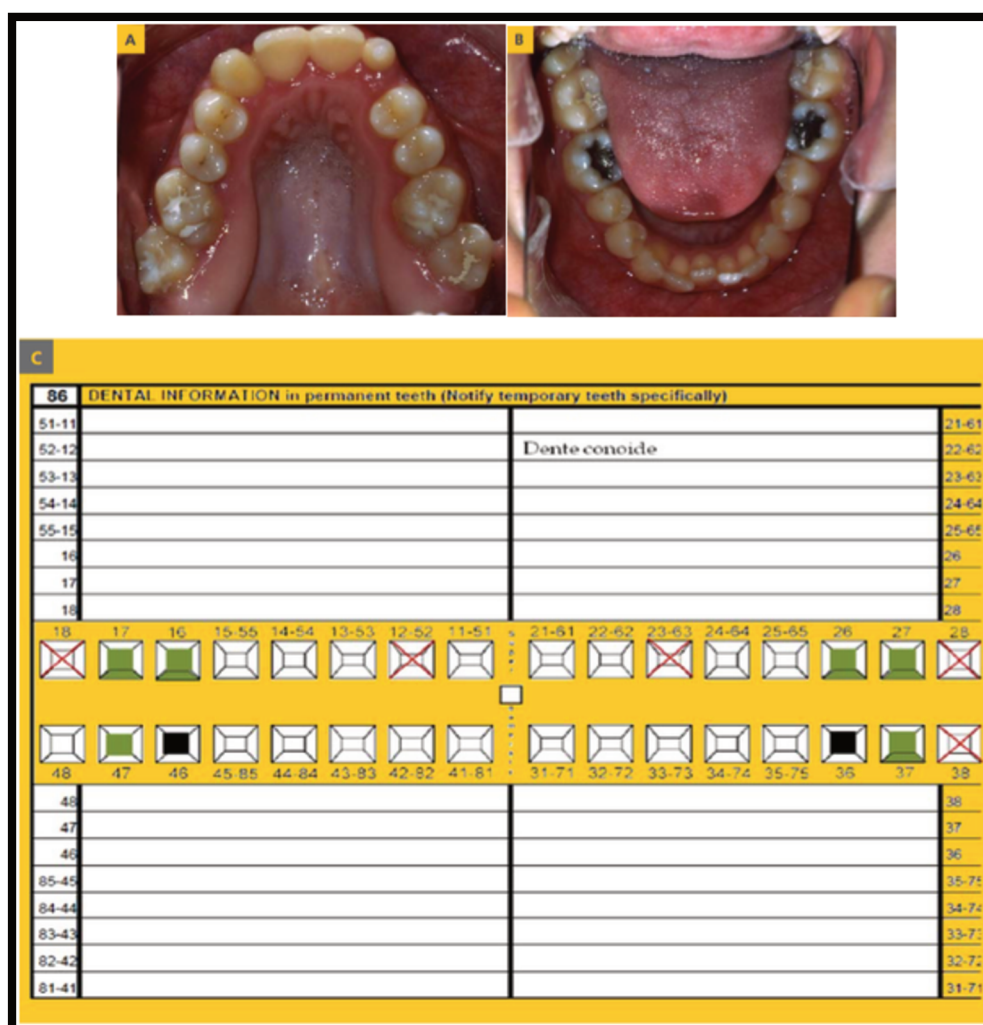 A
B
C
86 DENTAL INFORMATION in permanent teeth (Notify temporary teeth specifically)
51-11 21-61
52-12 Dente conoide 22-62
53-13 23-63
54-14 24-64
55-15 25-65
16 26
17 27
18 28
18 17 16 15-55 14-54 13-53 12-52 11-51 21-61 22-62 23-63 24-64 25-65 26 27 28
48 47 46 45-85 44-84 43-83 42-82 41-81 31-71 32-72 33-73 34-74 35-75 36 37 38
48 38
47 37
46 36
85-45 35-75
84-44 34-74
83-43 33-73
82-42 32-72
81-41 31-71